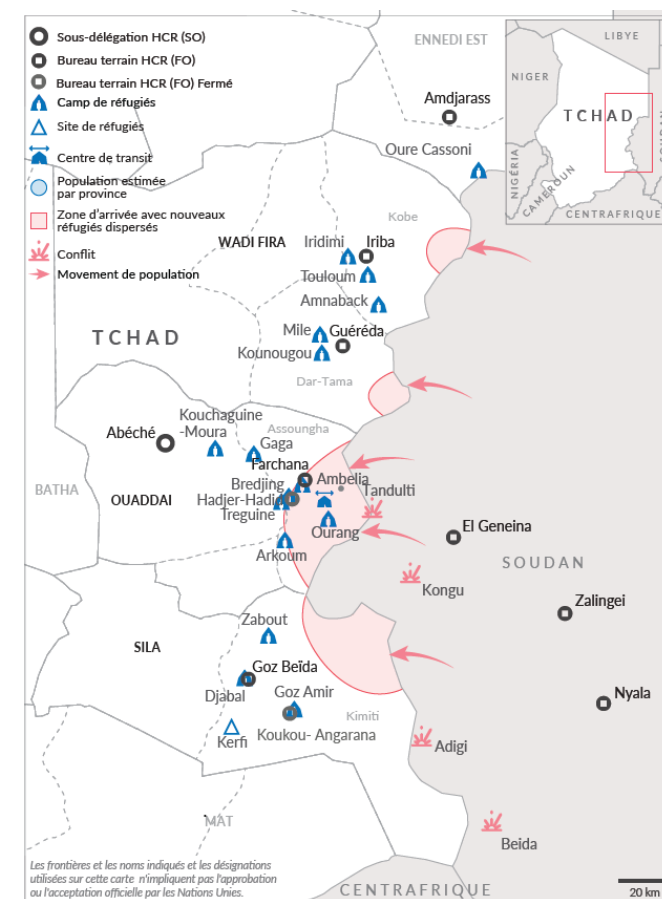 Sous-délégation HCR (SO)
Bureau terrain HCR (FO)
Bureau terrain HCR (FO) Fermé
Camp de réfugiés
Site de réfugiés
Centre de transit
Population estimée
par province
Zone d'arrivée avec nouveaux
réfugiés dispersés
Conflit
Movement de population
ENNEDI EST
Amdjarass
Oure Cassoni
LIBYE
NIGER
TCHAD
NIGÉRIA
CAMEROUN
CENTRAFRIQUE
Kobe
WADI FIRA
Iridimi
Iriba
Touloum
Amnaback
TCHAD
Mile
Guéréda
Kounougou
Dar-Tama
Kouchaguine
-Moura
Abéché
Assoungha
Gaga
Farchana
BATHA
OUADDAI
Bredjing
Ambelia
Hadjer-Hadid
Tandulti
Treguine
Ourang
Arkoum
El Geneina
SOUDAN
Kongu
Zalingei
Zabout
SILA
Goz Beïda
Djabal
Goz Amir
Nyala
Kimiti
Kerfi
Koukou- Angarana
Adigi
Beida
Les frontières et les noms indiqués et les désignations
utilisées sur cette carte n'impliquent pas l'approbation
ou l'acceptation officielle par les Nations Unies.
CENTRAFRIQUE
20 km